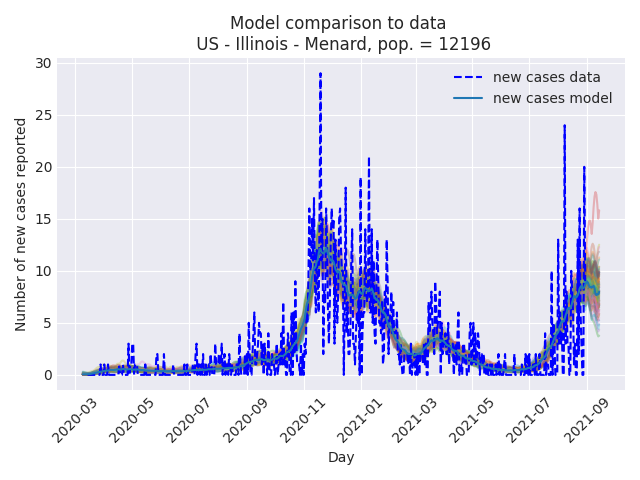 Model comparison to data
US - Illinois - Menard, pop. = 12196
new cases data
new cases model
Number of new cases reported
30
25
20
15
10
5
0
2020-03
2020-05
2020-07
2020-09
2020-11
2021-01
2021-03
2021-05
2021-07
2021-09
Day